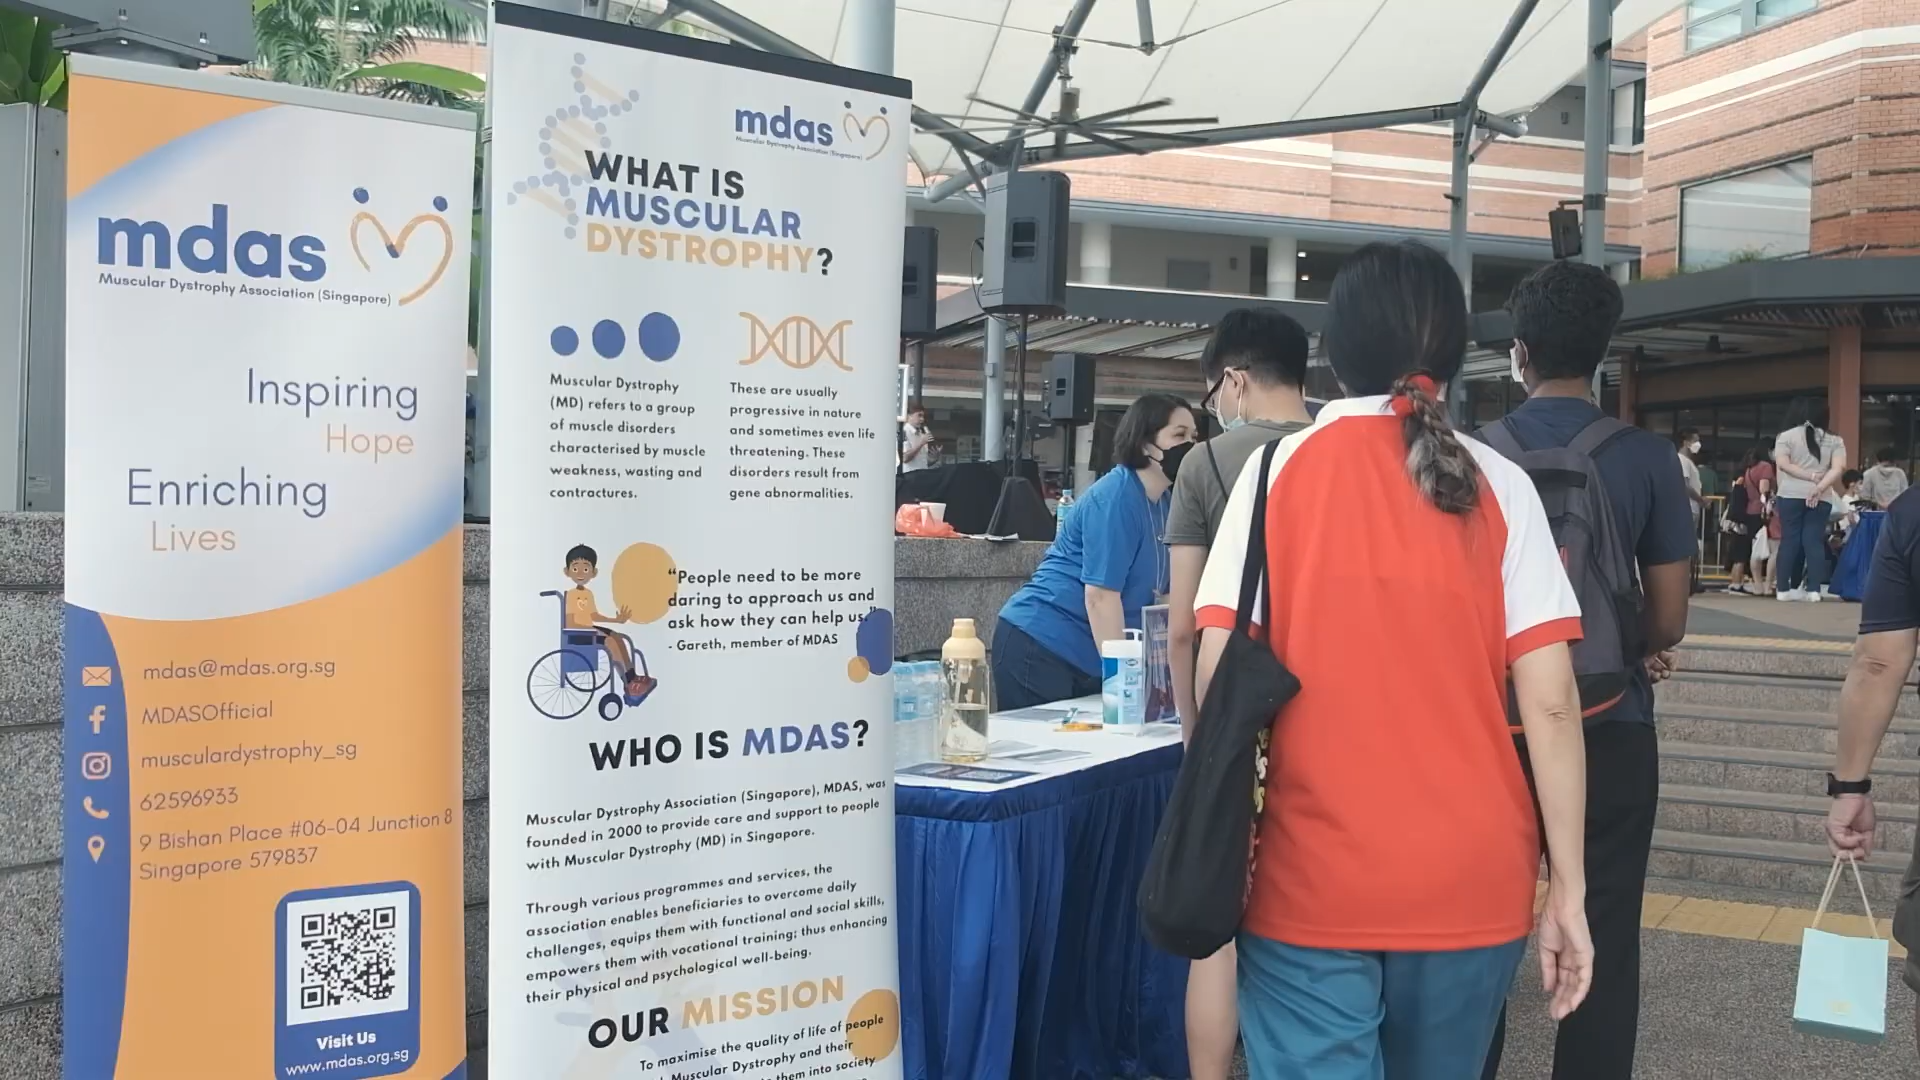 mdas
Muscular Dystrophy Association (Singapore)
Inspiring
Hope
Enriching
Lives
mdas@mdas.org.sg
MDASOfficial
musculardystrophy_sg
62596933
9 Bishan Place #06-04 Junction 8
Singapore 579837
Visit Us
www.mdas.org.sg
mdas
Muscular Dystrophy Association (Singapore)
WHAT IS
MUSCULAR
DYSTROPHY?
Muscular Dystrophy
(MD) refers to a group
of muscle disorders
characterised by muscle
weakness, wasting and
contractures.
These are usually
progressive in nature
and sometimes even life
threatening. These
disorders result from
gene abnormalities.
“People need to be more
daring to approach us and
ask how they can help us.”
- Gareth, member of MDAS
WHO IS MDAS?
Muscular Dystrophy Association (Singapore), MDAS, was
founded in 2000 to provide care and support to people
with Muscular Dystrophy (MD) in Singapore.
Through various programmes and services, the
association enables beneficiaries to overcome daily
challenges, equips them with functional and social skills,
empowers them with vocational training; thus enhancing
their physical and psychological well-being.
OUR MISSION
To maximise the quality of life of people
Muscular Dystrophy and their
them into society